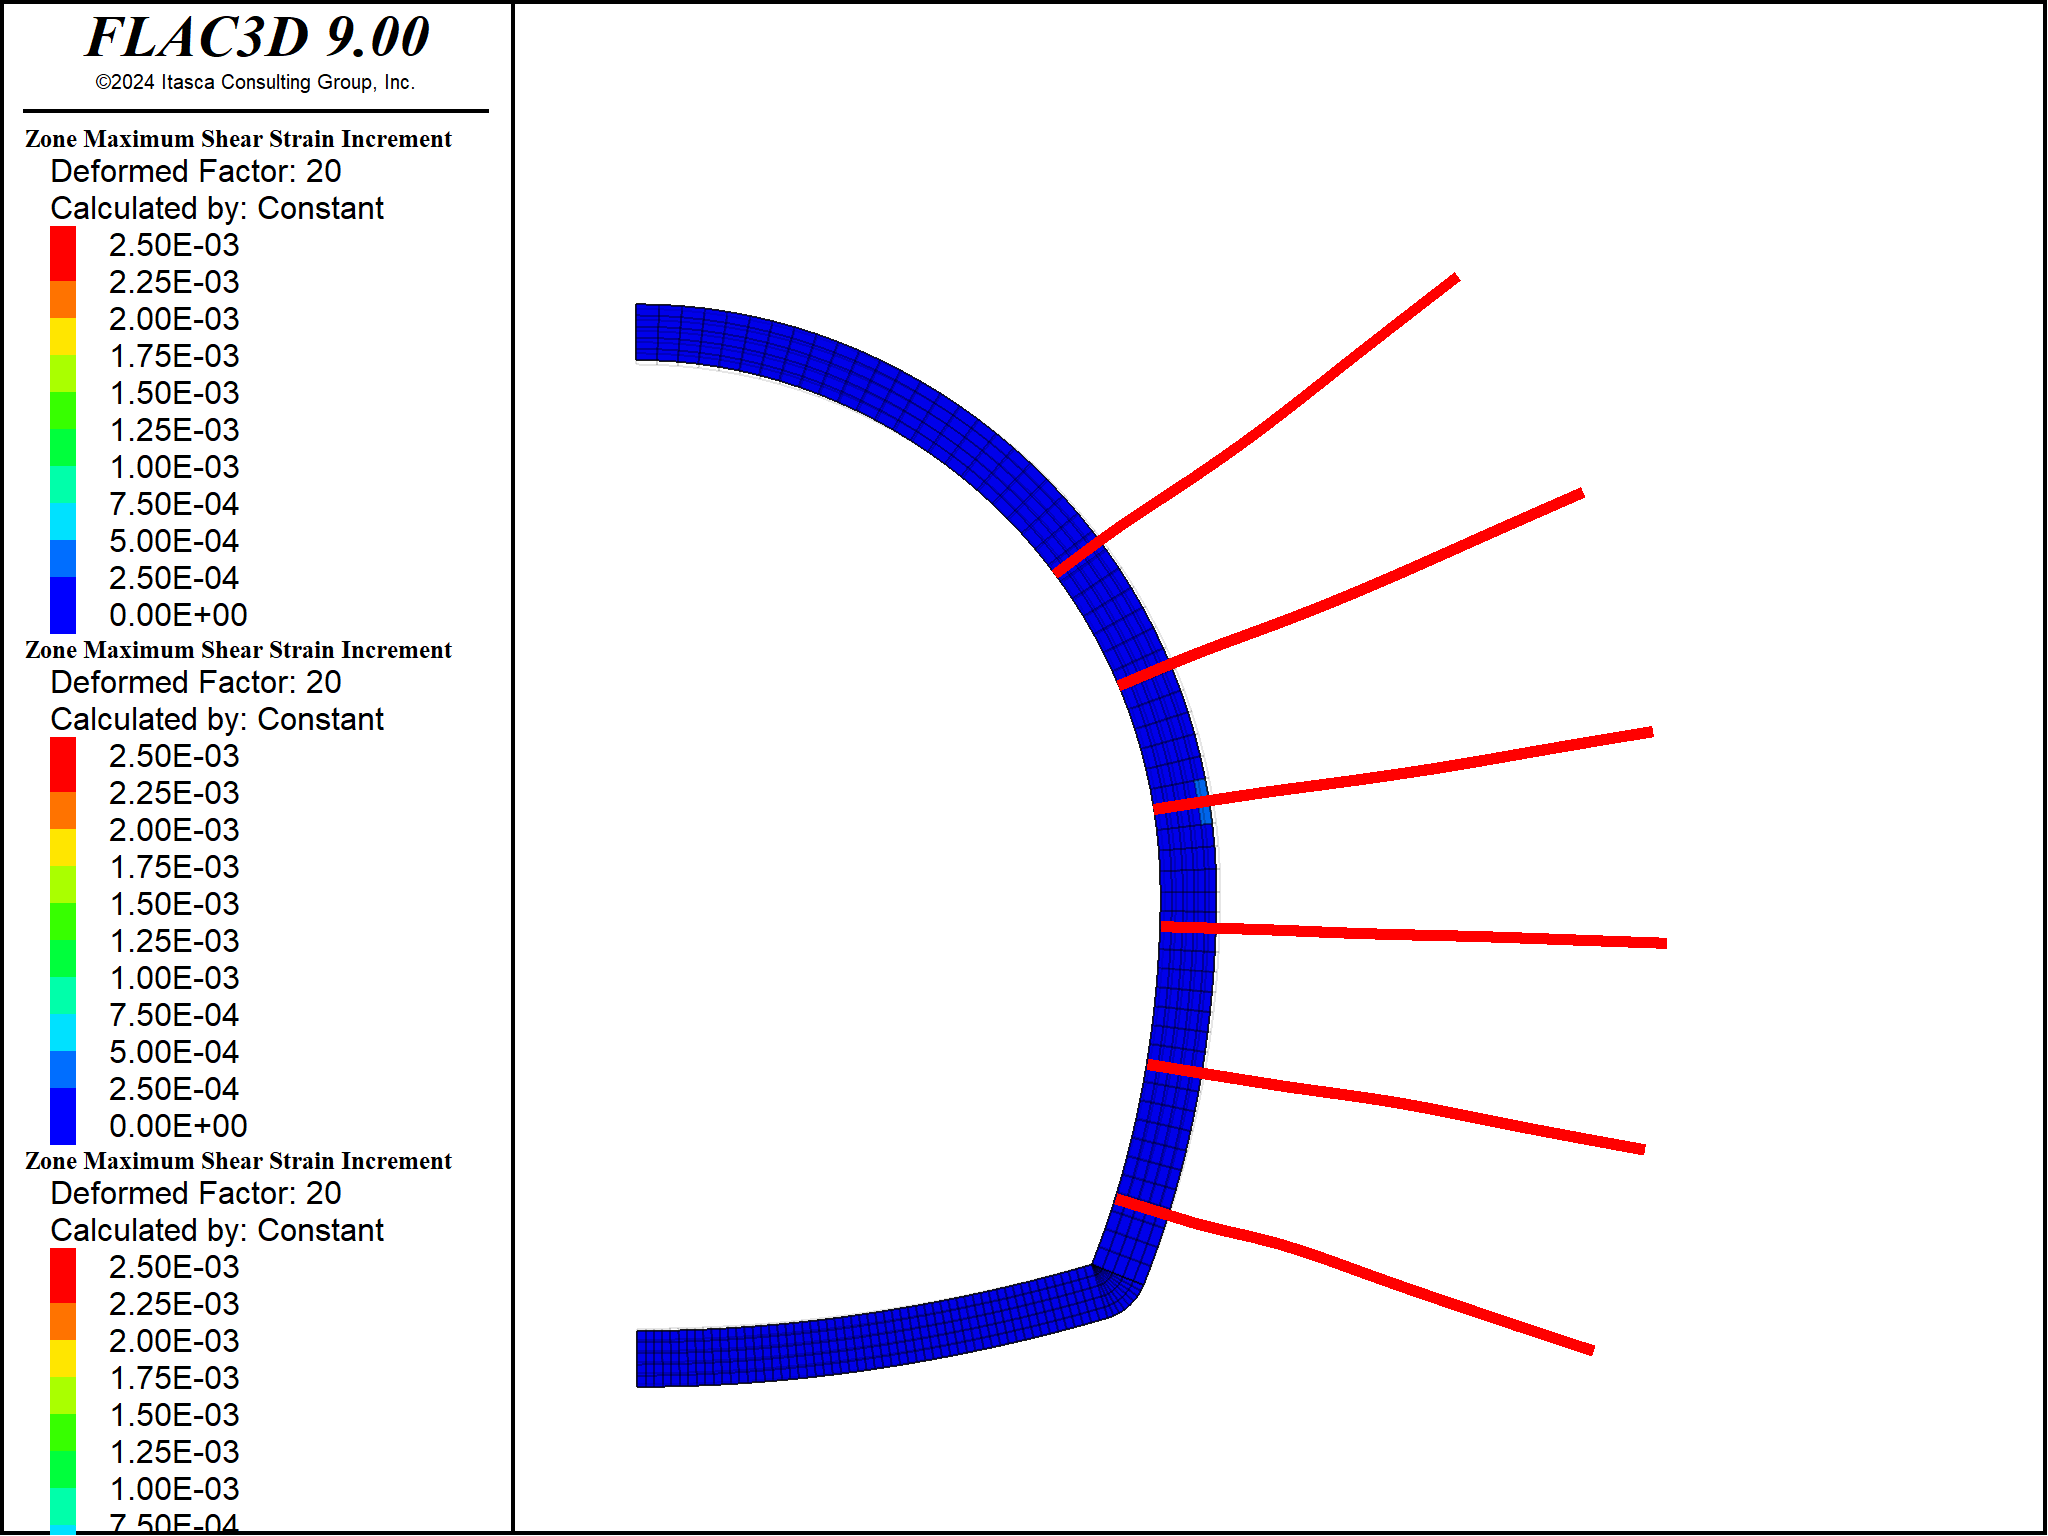 FLAC3D 9.00
©2024 Itasca Consulting Group, Inc.
Zone Maximum Shear Strain Increment
Deformed Factor: 20
Calculated by: Constant
2.50E-03
2.25E-03
2.00E-03
1.75E-03
1.50E-03
1.25E-03
1.00E-03
7.50E-04
5.00E-04
2.50E-04
0.00E+00
Zone Maximum Shear Strain Increment
Deformed Factor: 20
Calculated by: Constant
2.50E-03
2.25E-03
2.00E-03
1.75E-03
1.50E-03
1.25E-03
1.00E-03
7.50E-04
5.00E-04
2.50E-04
0.00E+00
Zone Maximum Shear Strain Increment
Deformed Factor: 20
Calculated by: Constant
2.50E-03
2.25E-03
2.00E-03
1.75E-03
1.50E-03
1.25E-03
1.00E-03
7.50E-04